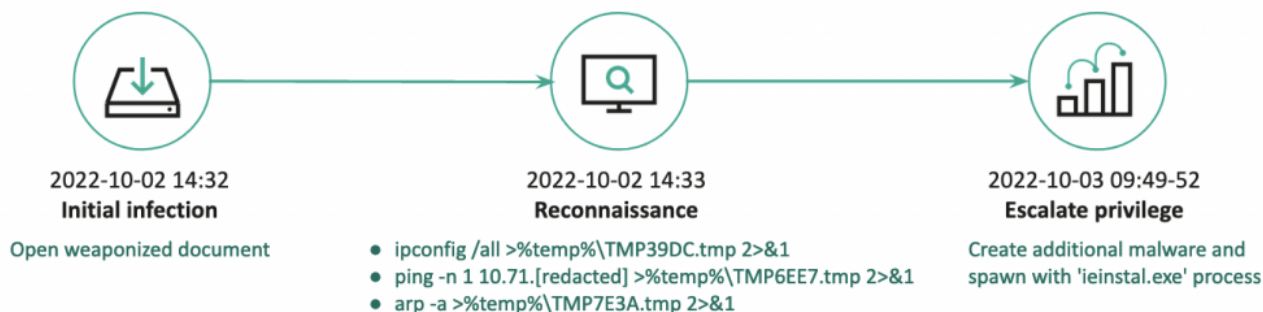 2022-10-02 14:32
Initial infection
Open weaponized document
2022-10-02 14:33
Reconnaissance
● ipconfig /all >%temp%\TMP39DC.tmp 2>&1
● ping -n 1 10.71.[redacted] >%temp%\TMP6EE7.tmp 2>&1
● arp -a >%temp%\TMP7E3A.tmp 2>&1
2022-10-03 09:49-52
Escalate privilege
Create additional malware and
spawn with 'ieinstal.exe' process